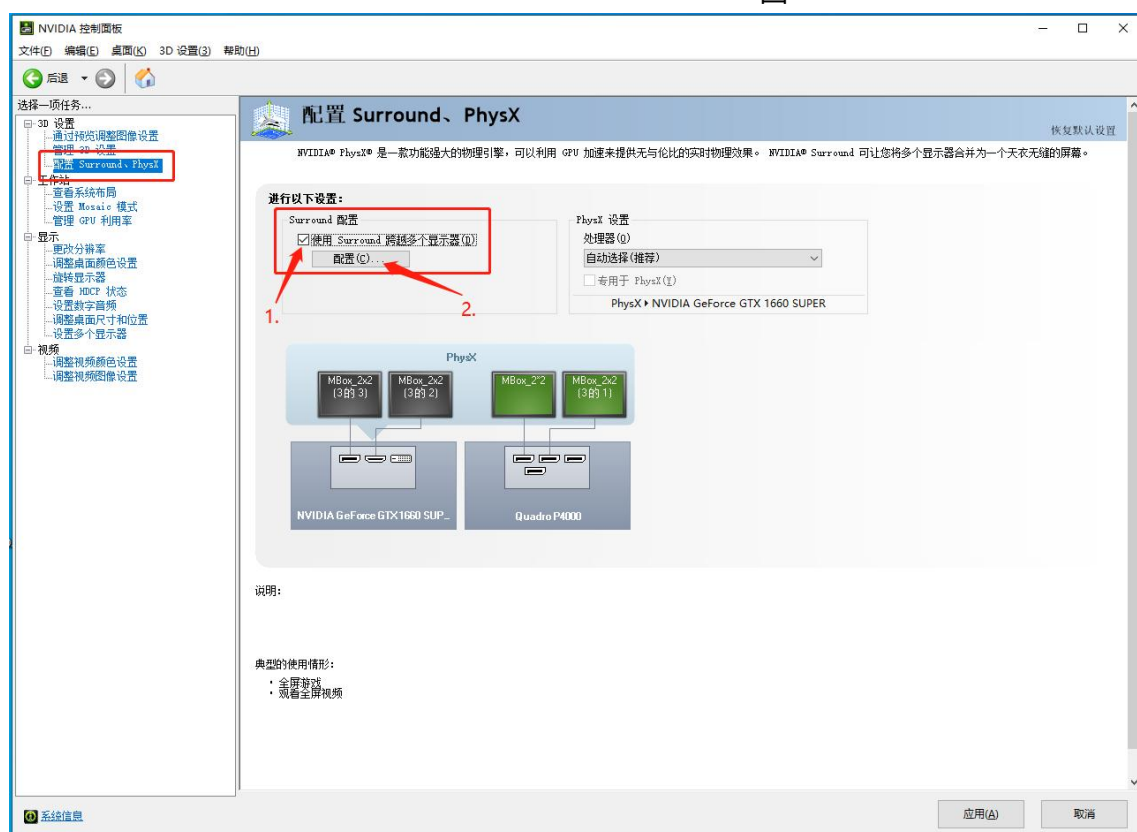 NVIDIA 控制面板
文件(F) 编辑(E) 桌面(K) 3D 设置(3) 帮助(H)
后退
选择一项任务...
3D 设置
通过预览调整图像设置
管理 3D 设置
配置 Surround、PhysX
工作站
查看系统布局
设置 Mosaic 模式
管理 GPU 利用率
显示
更改分辨率
调整桌面颜色设置
旋转显示器
查看 HDCP 状态
设置数字音频
调整桌面尺寸和位置
设置多个显示器
视频
调整视频颜色设置
调整视频图像设置
系统信息
配置 Surround、PhysX
恢复默认设置
NVIDIA® PhysX® 是一款功能强大的物理引擎，可以利用 GPU 加速来提供无与伦比的实时物理效果。 NVIDIA® Surround 可让您将多个显示器合并为一个天衣无缝的屏幕。
进行以下设置：
Surround 配置
使用 Surround 跨越多个显示器(D)
配置(C)...
1.
2.
PhysX 设置
处理器(O)
自动选择(推荐)
专用于 PhysX(Y)
PhysX NVIDIA GeForce GTX 1660 SUPER
PhysX
MBox_2x2
(3的 3)
MBox_2x2
(3的 2)
MBox_2*2
MBox_2x2
(3的 1)
NVIDIA GeForce GTX1660 SUP...
Quadro P4000
说明：
典型的使用情形：
· 全屏游戏
· 观看全屏视频
应用(A)
取消